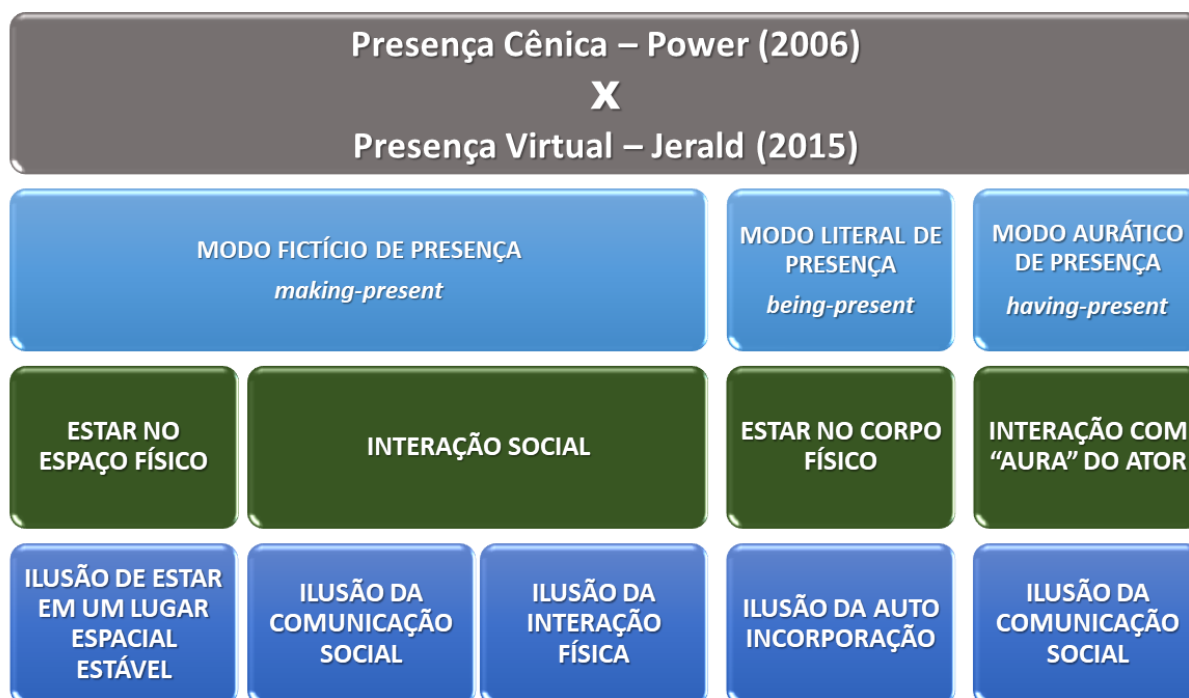 Presença Cênica – Power (2006)
X
Presença Virtual – Jerald (2015)
MODO FICTÍCIO DE PRESENÇA
making-present
MODO LITERAL DE
PRESENÇA
being-present
MODO AURÁTICO
DE PRESENÇA
having-present
ESTAR NO
ESPAÇO FÍSICO
INTERAÇÃO SOCIAL
ESTAR NO CORPO
FÍSICO
INTERAÇÃO COM
“AURA” DO ATOR
ILUSÃO DE ESTAR
EM UM LUGAR
ESPACIAL
ESTÁVEL
ILUSÃO DA
COMUNICAÇÃO
SOCIAL
ILUSÃO DA
INTERAÇÃO
FÍSICA
ILUSÃO DA AUTO
INCORPORAÇÃO
ILUSÃO DA
COMUNICAÇÃO
SOCIAL